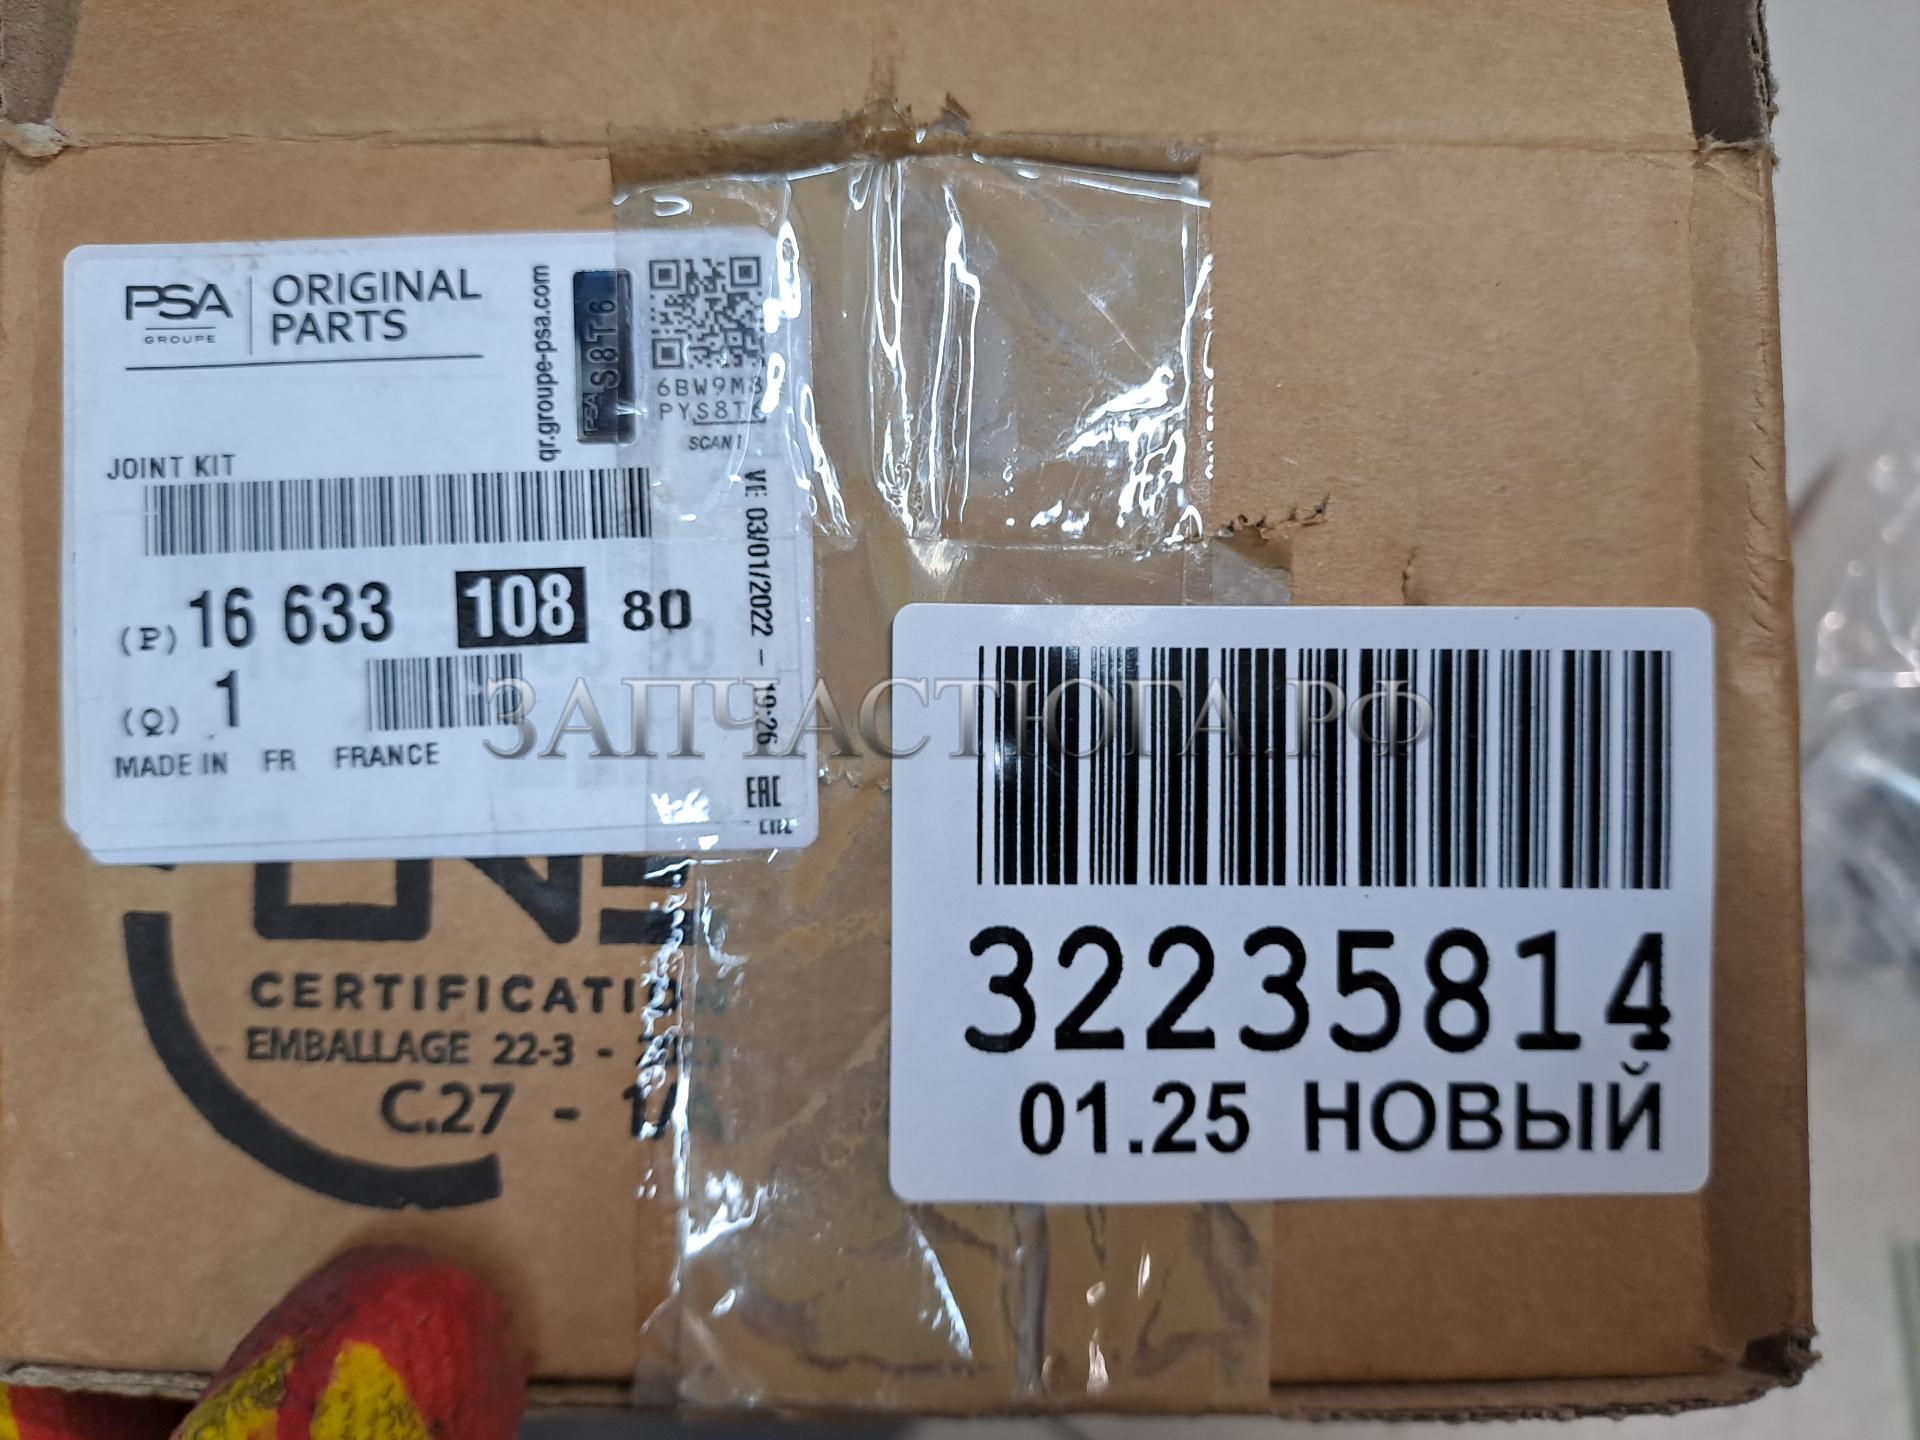 PSA
GROUPE
ORIGINAL
PARTS
qr.groupe-psa.com
PSA S8T6
6BW9M8
PYS8T6
SCAN
JOINT KIT
VE 03/01/2022 - 19:26
(P) 16 633 108 80
(Q) 1
MADE IN FR FRANCE
EAC
ЗАПЧАСТЮГА.РФ
CERTIFICATION
EMBALLAGE 22-3 -
C.27 -
32235814
01.25 НОВЫЙ